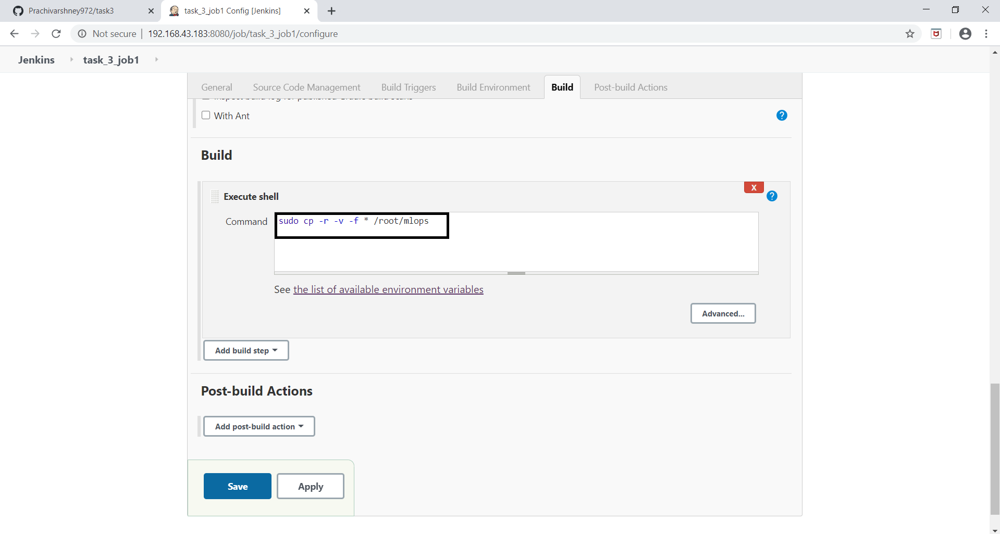 Prachivarshney972/task3
task_3_job1 Config [Jenkins]
Not secure
192.168.43.183:8080/job/task_3_job1/configure
Jenkins
task_3_job1
General Source Code Management Build Triggers Build Environment Build Post-build Actions
With Ant
?
Build
X
Execute shell
?
Command
sudo cp -r -v -f * /root/mlops
See the list of available environment variables
Advanced...
Add build step
Post-build Actions
Add post-build action
Save Apply